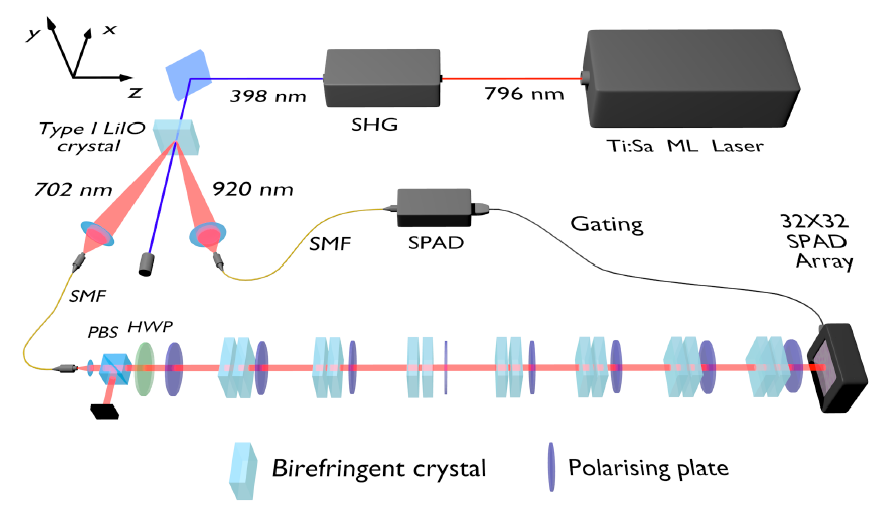 y
x
z
398 nm
796 nm
SHG
Ti:Sa ML Laser
Type I LiIO
crystal
702 nm
920 nm
SMF
SPAD
Gating
32X32
SPAD
Array
SMF
PBS
HWP
Birefringent crystal
Polarising plate